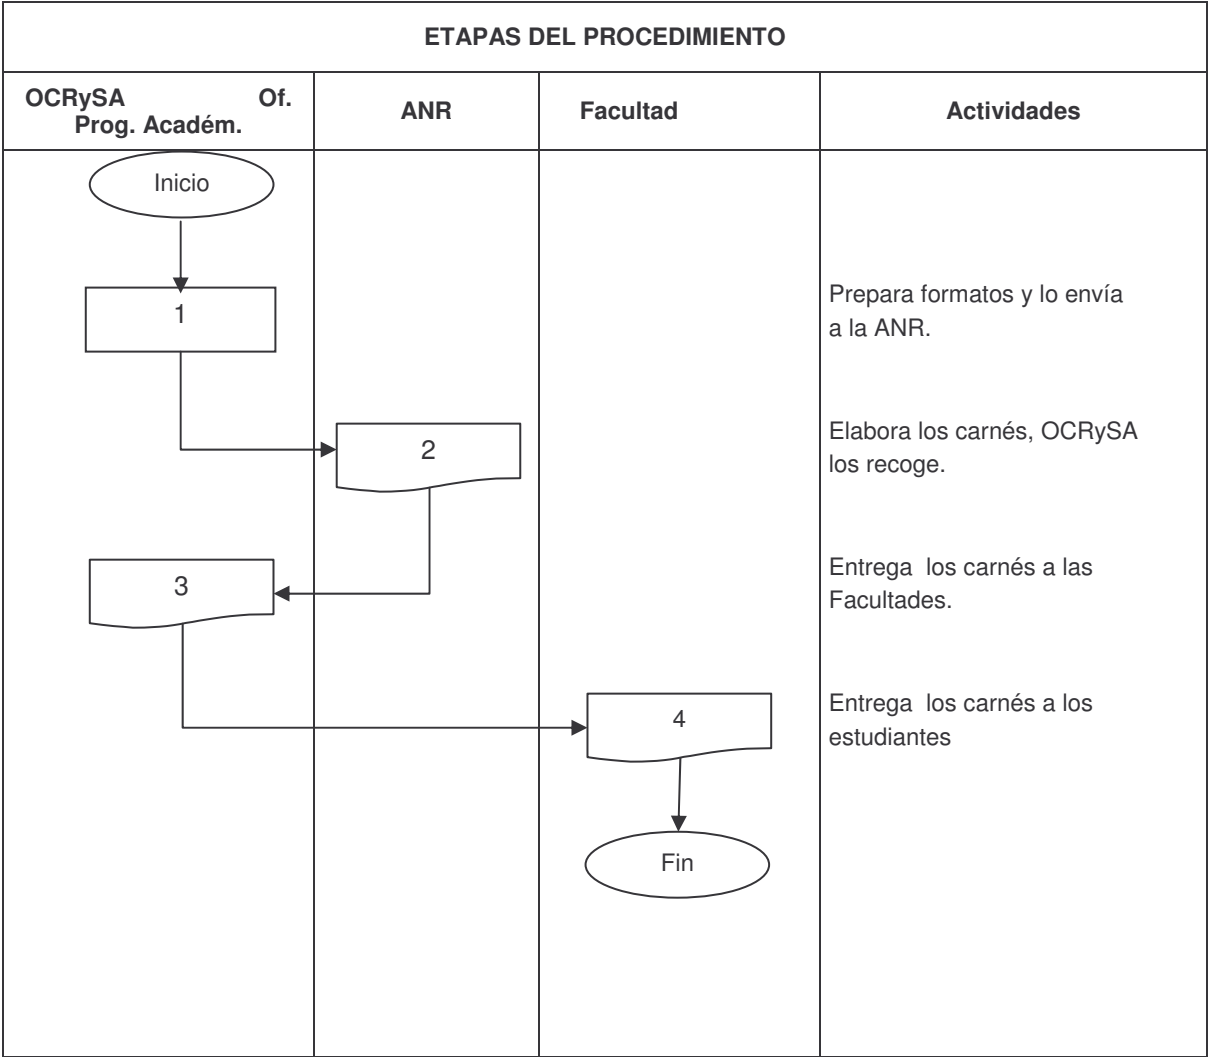 ETAPAS DEL PROCEDIMIENTO
OCRySA Of.
Prog. Académ.
ANR
Facultad
Actividades
Inicio
1
Prepara formatos y lo envía
a la ANR.
2
Elabora los carnés, OCRySA
los recoge.
3
Entrega los carnés a las
Facultades.
4
Entrega los carnés a los
estudiantes
Fin